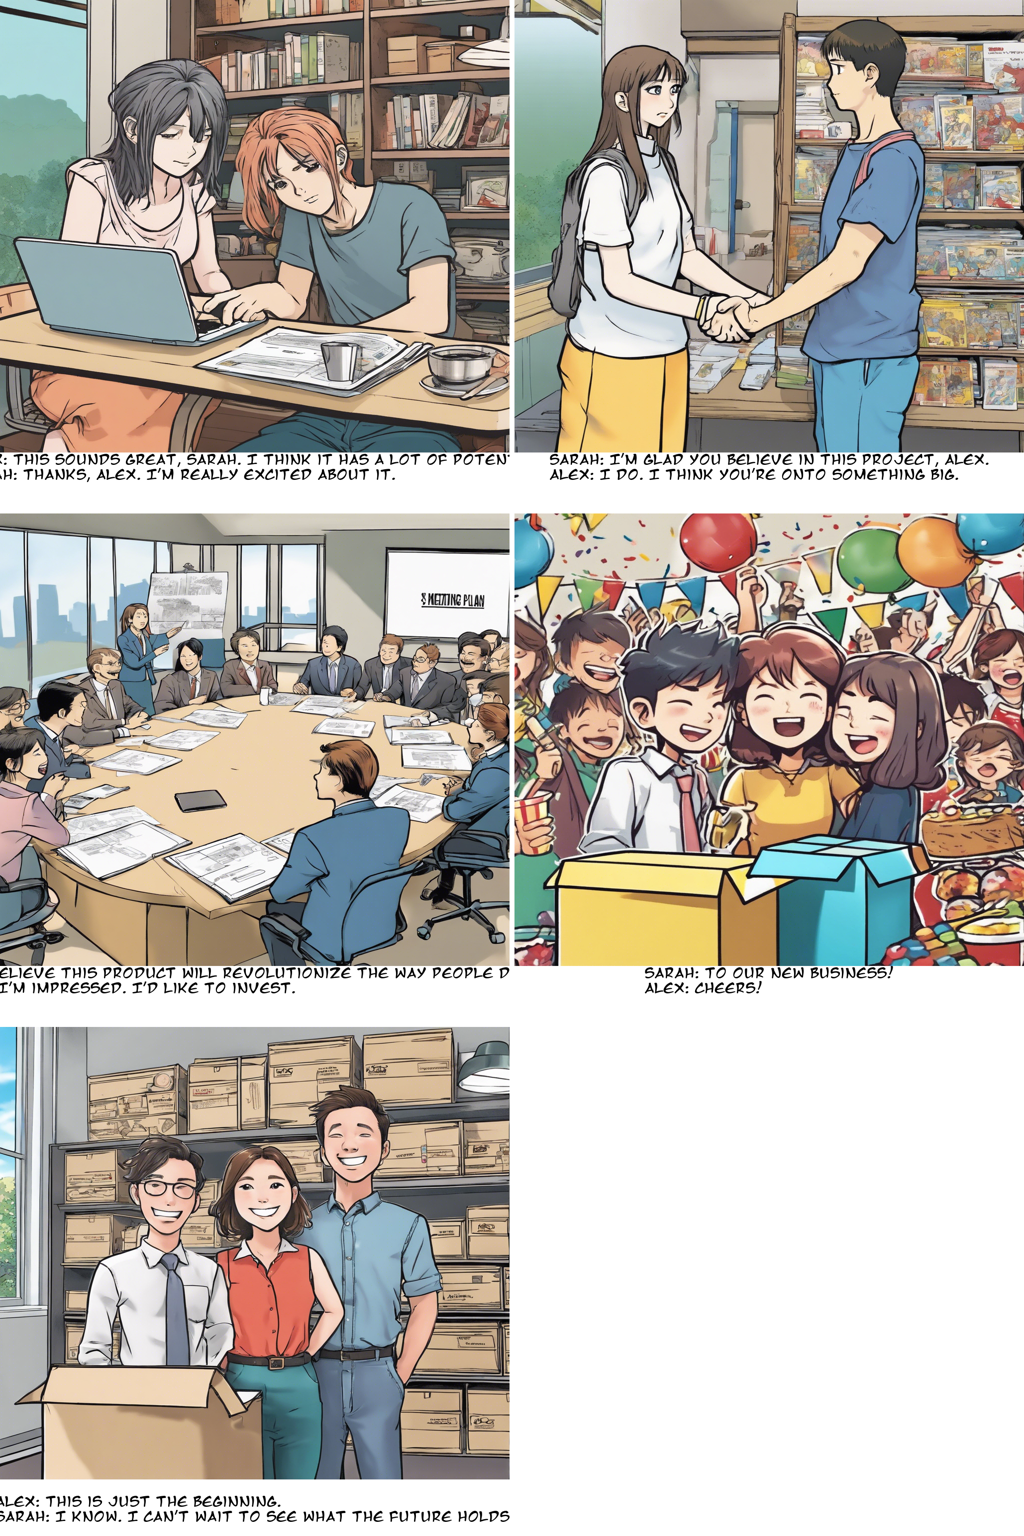 : THIS SOUNDS GREAT, SARAH. I THINK IT HAS A LOT OF POTEN
AH: THANKS, ALEX. I'M REALLY EXCITED ABOUT IT.
SARAH: I'M GLAD YOU BELIEVE IN THIS PROJECT, ALEX.
ALEX: I DO. I THINK YOU'RE ONTO SOMETHING BIG.
PLAN
ELIEVE THIS PRODUCT WILL REVOLUTIONIZE THE WAY PEOPLE D
I'M IMPRESSED. I'D LIKE TO INVEST.
SARAH: TO OUR NEW BUSINESS!
ALEX: CHEERS!
ALEX: THIS IS JUST THE BEGINNING.
SARAH: I KNOW. I CAN'T WAIT TO SEE WHAT THE FUTURE HOLDS